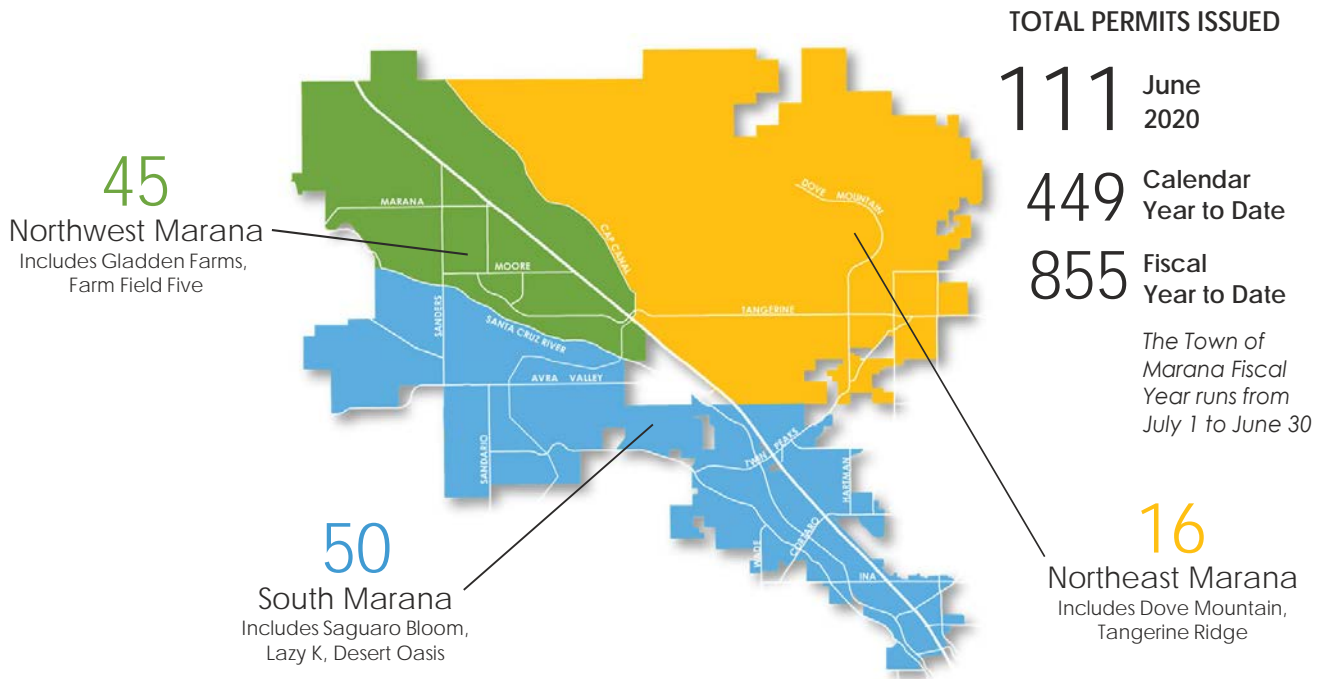 TOTAL PERMITS ISSUED
111
June
2020
449
Calendar
Year to Date
855
Fiscal
Year to Date
The Town of
Marana Fiscal
Year runs from
July 1 to June 30
45
Northwest Marana
Includes Gladden Farms,
Farm Field Five
50
South Marana
Includes Saguaro Bloom,
Lazy K, Desert Oasis
16
Northeast Marana
Includes Dove Mountain,
Tangerine Ridge
DOVE MOUNTAIN
MARANA
CAP CANAL
MOORE
SANDERS
TANGERINE
SANTA CRUZ RIVER
AVRA VALLEY
SANDARIO
TWIN PEAKS
HARTMAN
CORTARO
WADE
INA